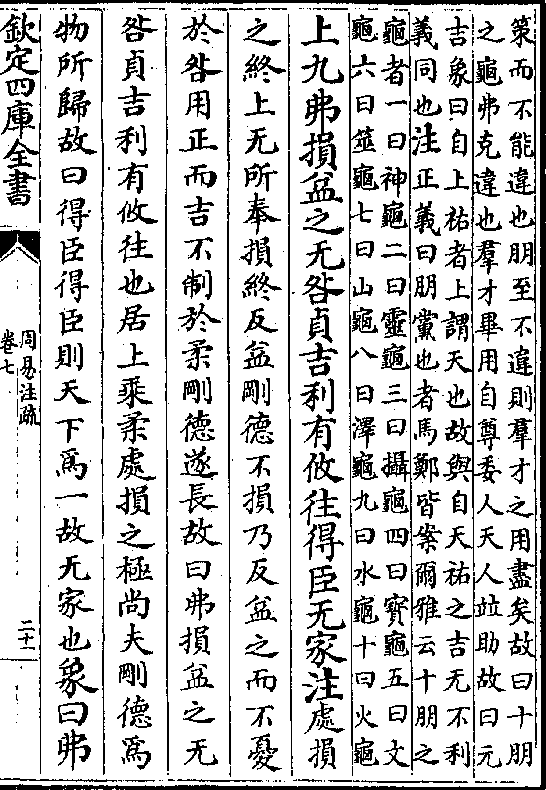 策而不能違也朋至不違則羣才之用盡矣故曰十朋
之龜弗克違也羣才畢用自尊委人天人竝助故曰元
吉象曰自上祐者上謂天也故與自天祐之吉无不利
義同也注正義曰朋黨也者馬鄭皆案爾雅云十朋之
龜者一曰神龜二曰靈龜三曰攝龜四曰寳龜五曰文
龜六曰筮龜七曰山龜八曰澤龜九曰水龜十曰火龜
上九弗損益之无咎貞吉利有攸往得臣无家注處損
之終上无所奉損終反益剛德不損乃反益之而不憂
於咎用正而吉不制於柔剛德遂長故曰弗損益之无
咎貞吉利有攸往也居上乘柔處損之極尚夫剛德為
物所歸故曰得臣得臣則天下為一故无家也象曰弗
欽定四庫全書
周易注疏
卷七
二十一